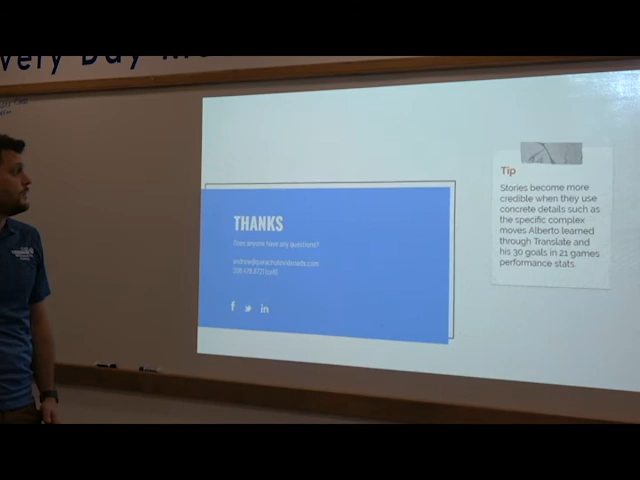 very Day M
THANKS
Does anyone have any questions?
Tip
Stories become more
credible when they use
concrete details such as
the specific complex
moves Alberto learned
through Translate and
his 30 goals in 21 games
performance stats.